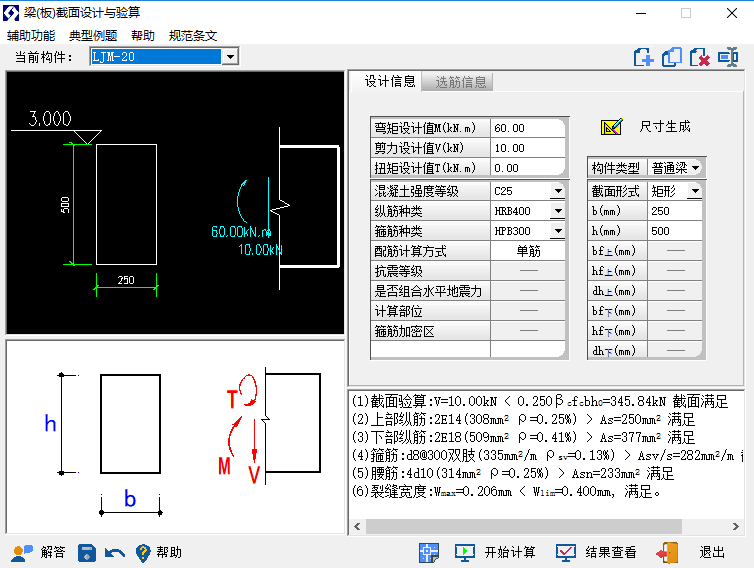 梁(板)截面设计与验算
辅助功能 典型例题 帮助 规范条文
当前构件： LJM-20
3.000
500
250
60.00kN.m
10.00kN
h
b
T
M
V
设计信息 选筋信息
弯矩设计值M(kN.m) 60.00
剪力设计值V(kN) 10.00
扭矩设计值T(kN.m) 0.00
混凝土强度等级 C25
纵筋种类 HRB400
箍筋种类 HPB300
配筋计算方式 单筋
抗震等级 ——
是否组合水平地震力 ——
计算部位 ——
箍筋加密区 ——
尺寸生成
构件类型 普通梁
截面形式 矩形
b(mm) 250
h(mm) 500
bf上(mm) ——
hf上(mm) ——
dh上(mm) ——
bf下(mm) ——
hf下(mm) ——
dh下(mm) ——
(1)截面验算:V=10.00kN < 0.250βcfcbh0=345.84kN 截面满足
(2)上部纵筋:2E14(308mm² ρ=0.25%) > As=250mm² 满足
(3)下部纵筋:2E18(509mm² ρ=0.41%) > As=377mm² 满足
(4)箍筋:d8@300双肢(335mm²/m ρsv=0.13%) > Asv/s=282mm²/m
(5)腰筋:4d10(314mm² ρ=0.25%) > Asn=233mm² 满足
(6)裂缝宽度:Wmax=0.206mm < Wlim=0.400mm, 满足。
解答 帮助 开始计算 结果查看 退出